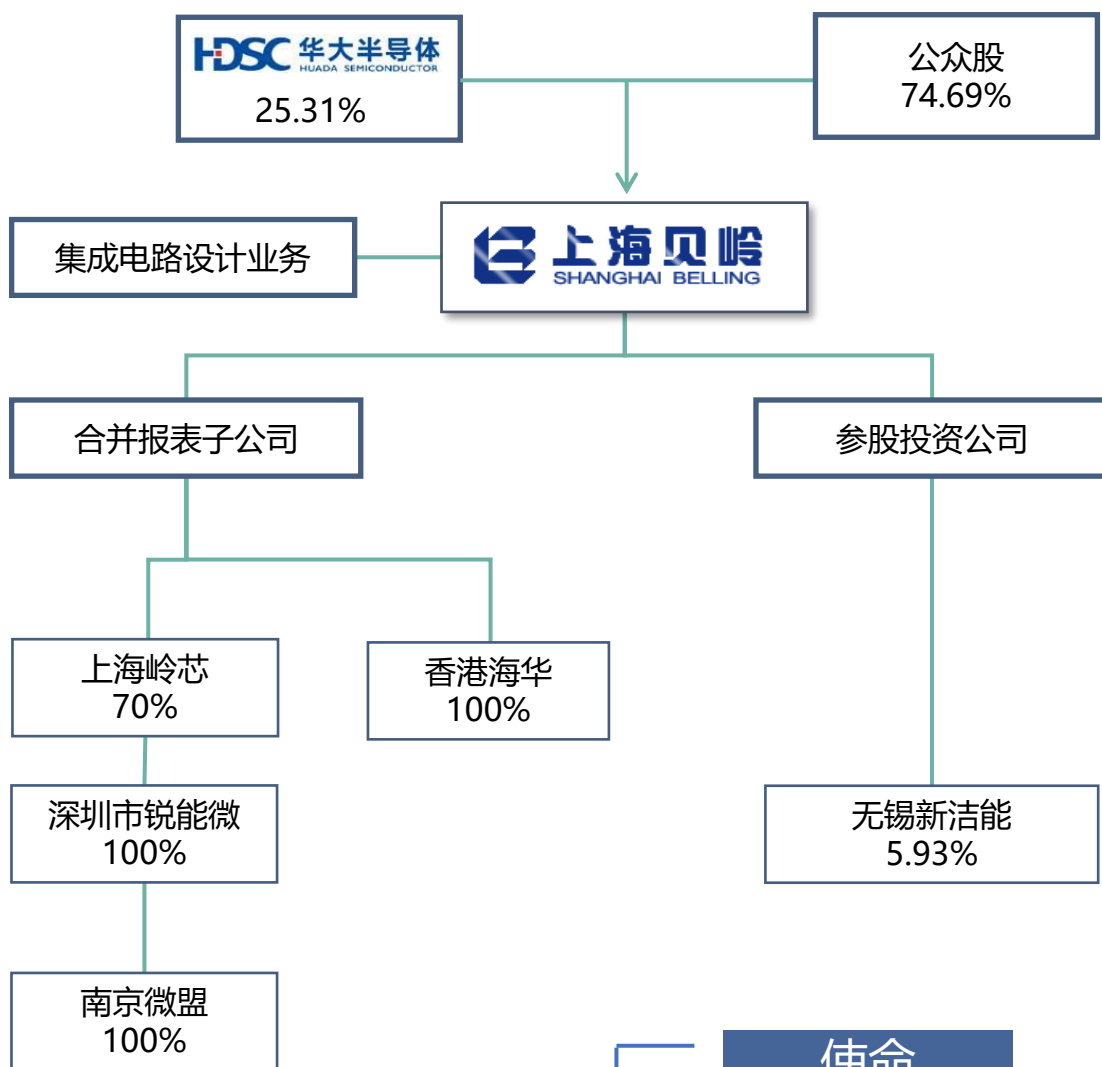 HDSC 华大半导体
HUADA SEMICONDUCTOR
25.31%
公众股
74.69%
集成电路设计业务
上海贝岭
SHANGHAI BELLING
合并报表子公司
参股投资公司
上海岭芯
70%
香港海华
100%
深圳市锐能微
100%
无锡新洁能
5.93%
南京微盟
100%
使命